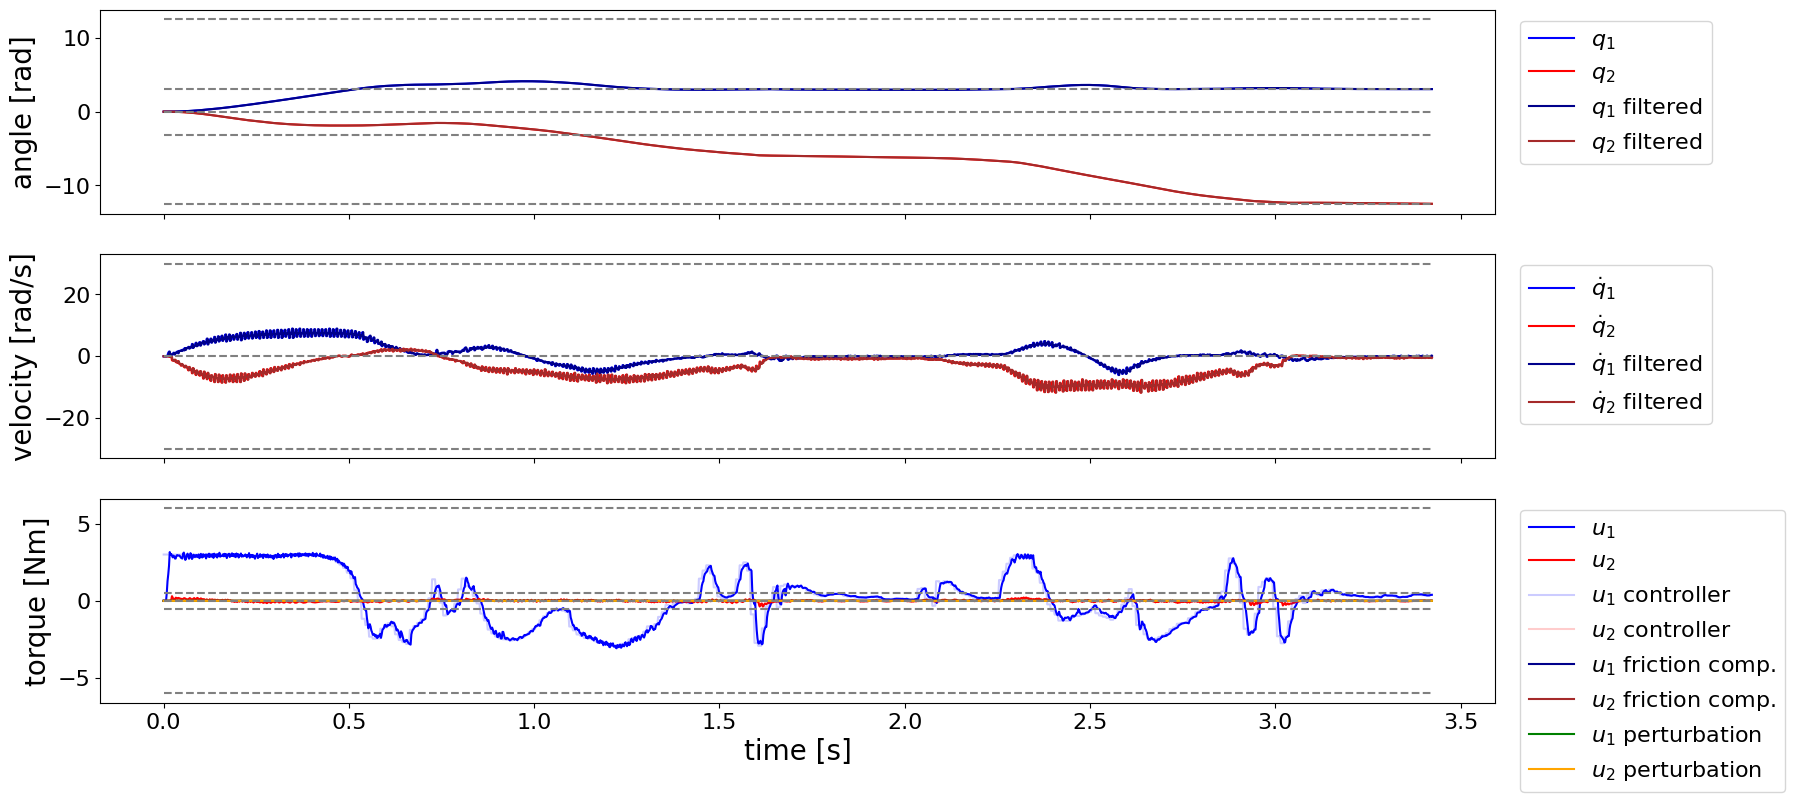 angle [rad]
10
0
−10
q₁
q₂
q₁ filtered
q₂ filtered
velocity [rad/s]
20
0
−20
q̇₁
q̇₂
q̇₁ filtered
q̇₂ filtered
torque [Nm]
5
0
−5
0.0 0.5 1.0 1.5 2.0 2.5 3.0 3.5
time [s]
u₁
u₂
u₁ controller
u₂ controller
u₁ friction comp.
u₂ friction comp.
u₁ perturbation
u₂ perturbation